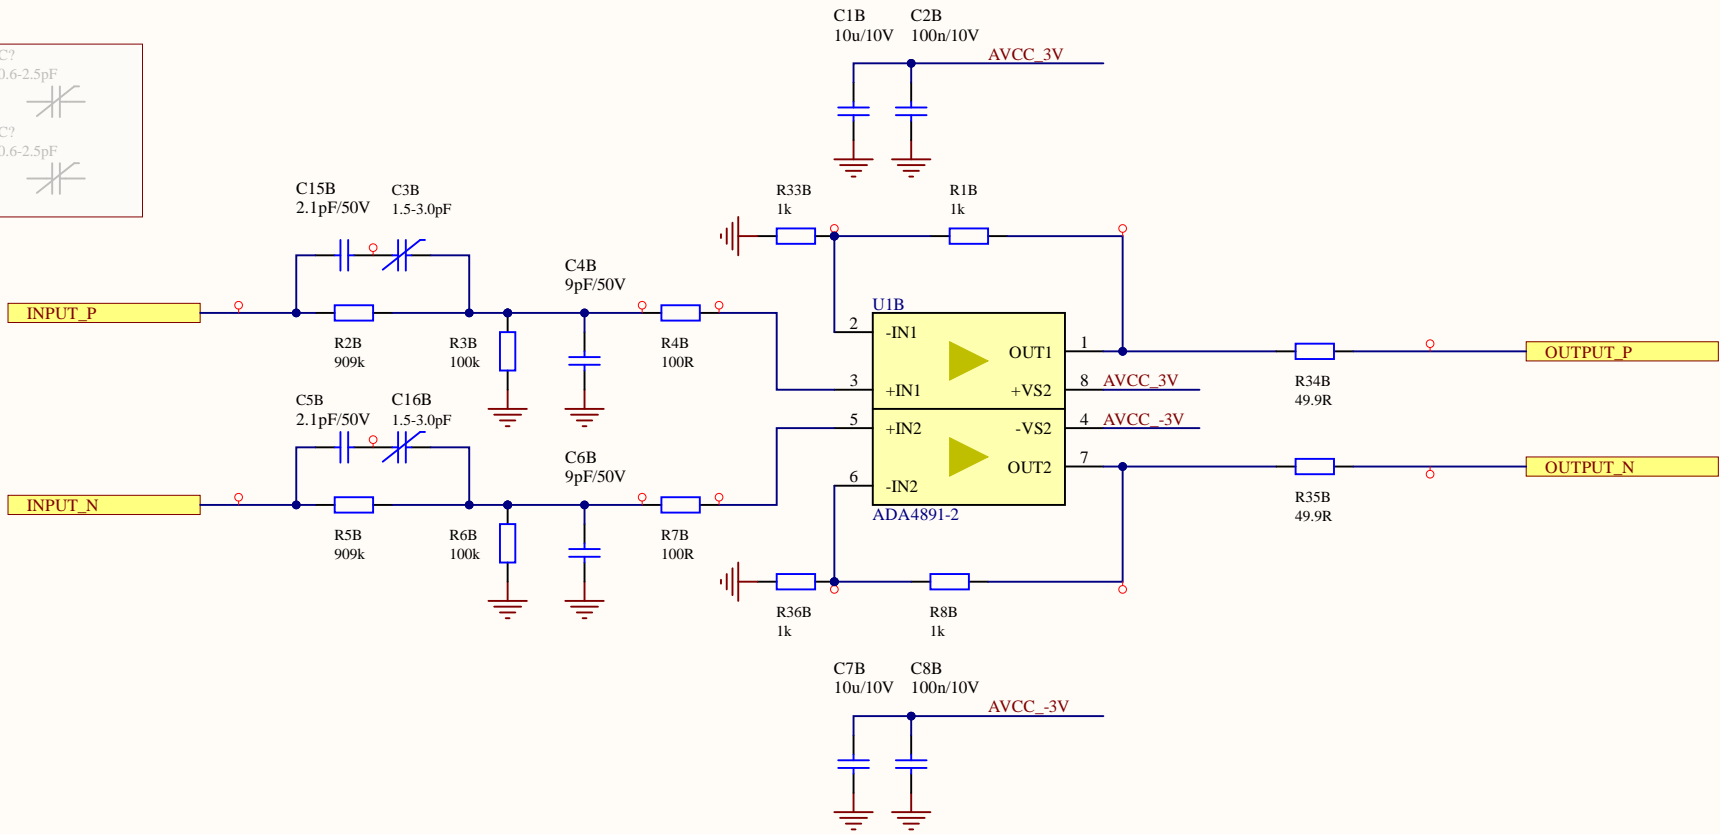 C1B
10u/10V
C2B
100n/10V
AVCC_3V
C?
0.6-2.5pF
C?
0.6-2.5pF
C15B
2.1pF/50V
C3B
1.5-3.0pF
R33B
1k
R1B
1k
C4B
9pF/50V
INPUT_P
R2B
909k
R3B
100k
R4B
100R
U1B
2
-IN1
3
+IN1
5
+IN2
6
-IN2
OUT1
1
+VS2
8
AVCC_3V
-VS2
4
AVCC_-3V
OUT2
7
ADA4891-2
R34B
49.9R
OUTPUT_P
C5B
2.1pF/50V
C16B
1.5-3.0pF
C6B
9pF/50V
INPUT_N
R5B
909k
R6B
100k
R7B
100R
R35B
49.9R
OUTPUT_N
R36B
1k
R8B
1k
C7B
10u/10V
C8B
100n/10V
AVCC_-3V